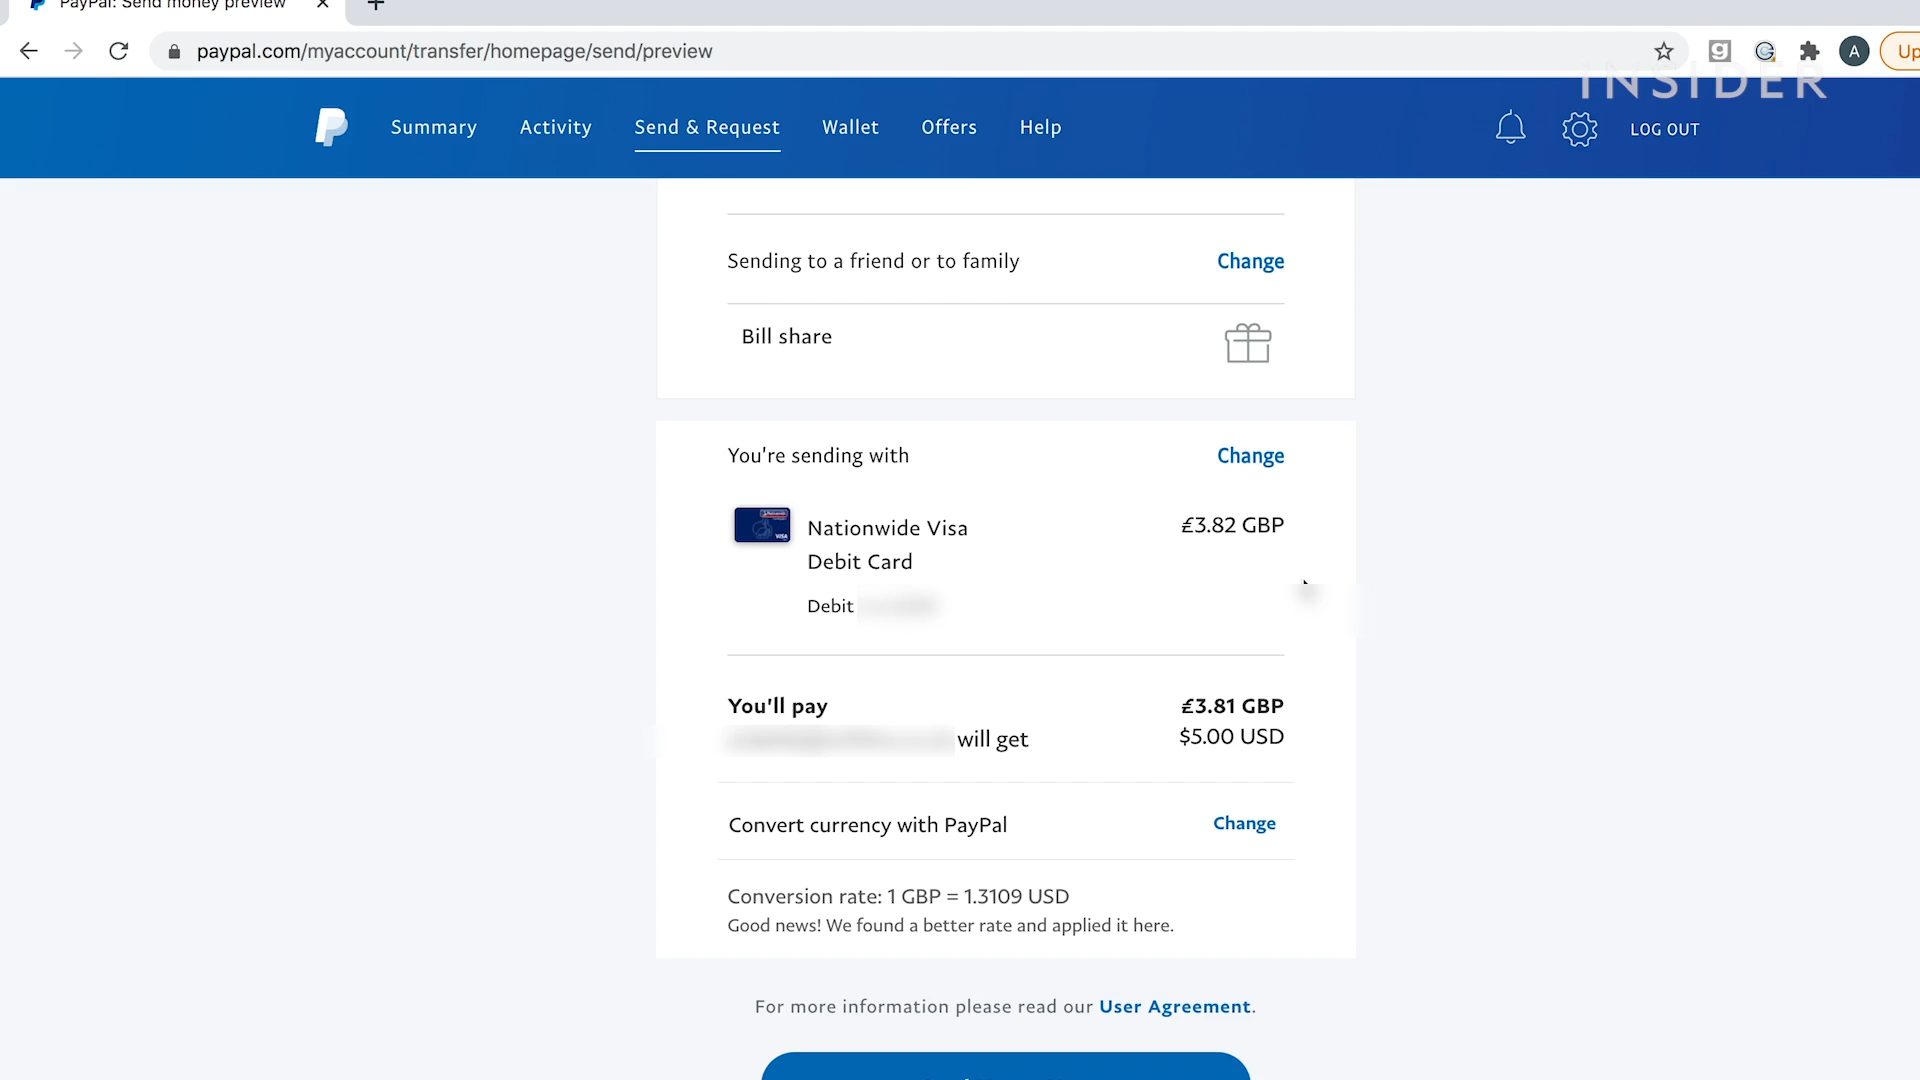 PayPal: Send money preview
paypal.com/myaccount/transfer/homepage/send/preview
A
Up
INSIDER
Summary
Activity
Send & Request
Wallet
Offers
Help
LOG OUT
Sending to a friend or to family
Change
Bill share
You're sending with
Change
Nationwide Visa
Debit Card
£3.82 GBP
VISA
Debit
You'll pay
£3.81 GBP
will get
$5.00 USD
Convert currency with PayPal
Change
Conversion rate: 1 GBP = 1.3109 USD
Good news! We found a better rate and applied it here.
For more information please read our User Agreement.